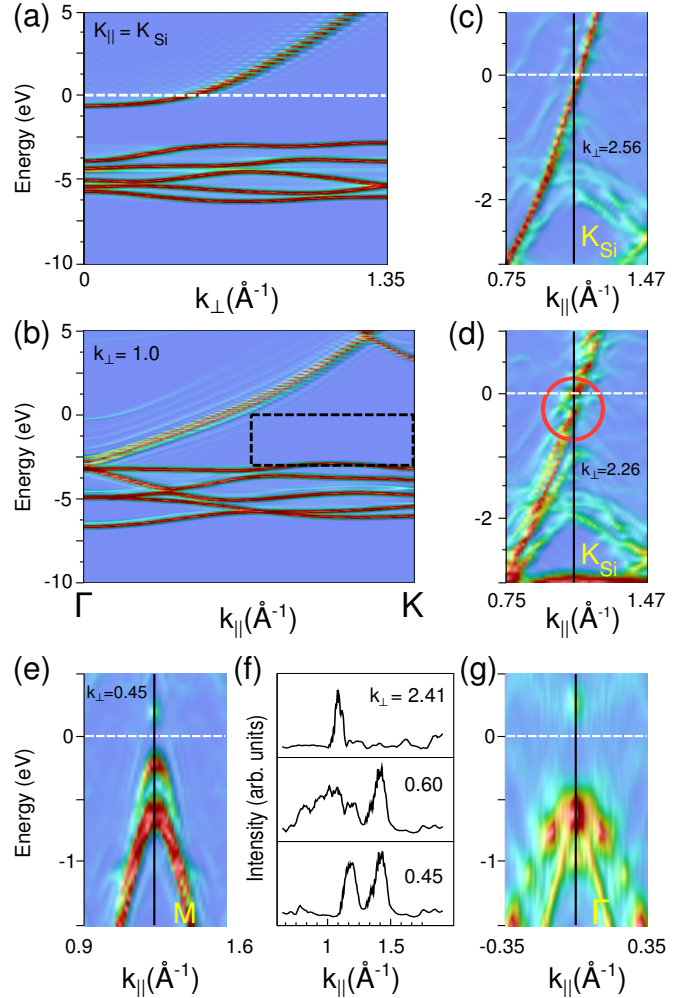 (a)
K|| = K Si
Energy (eV)
5
0
-5
-10
0
1.35
k⊥(Å-1)
(c)
0
-2
k⊥=2.56
KSi
0.75
1.47
k||(Å-1)
(b)
k⊥= 1.0
Energy (eV)
5
0
-5
-10
Γ
K
k||(Å-1)
(d)
0
-2
k⊥=2.26
KSi
0.75
1.47
k||(Å-1)
(e)
k⊥=0.45
Energy (eV)
0
-1
M
0.9
1.6
k||(Å-1)
(f)
Intensity (arb. units)
k⊥ = 2.41
0.60
0.45
1
1.5
k||(Å-1)
(g)
0
-1
Γ
-0.35
0.35
k||(Å-1)